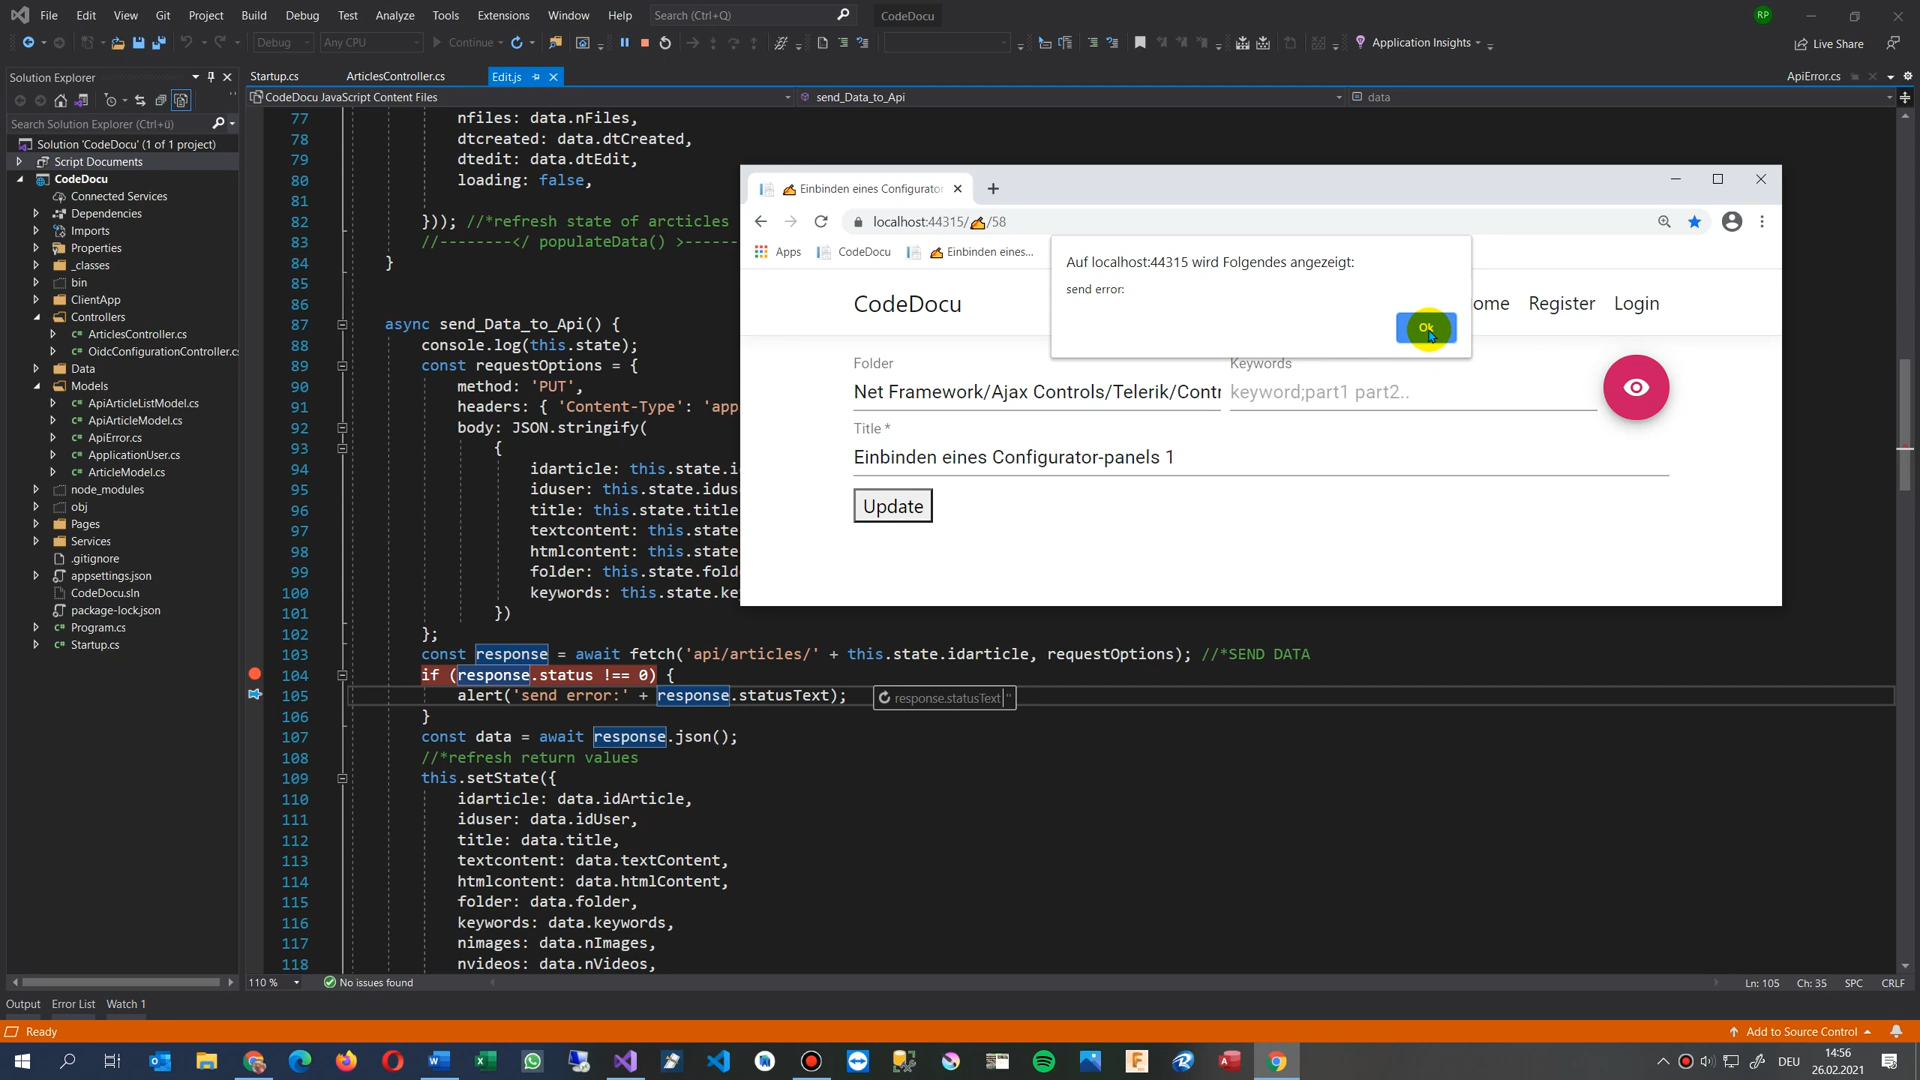 File Edit View Git Project Build Debug Test Analyze Tools Extensions Window Help Search (Ctrl+Q) CodeDocu RP
Debug Any CPU Continue Application Insights Live Share
Solution Explorer
Startup.cs ArticlesController.cs Edit.js ApiError.cs
CodeDocu JavaScript Content Files send_Data_to_Api data
Search Solution Explorer (Ctrl+ü)
Solution 'CodeDocu' (1 of 1 project)
Script Documents
CodeDocu
Connected Services
Dependencies
Imports
Properties
_classes
bin
ClientApp
Controllers
ArticlesController.cs
OidcConfigurationController.cs
Data
Models
ApiArticleListModel.cs
ApiArticleModel.cs
ApiError.cs
ApplicationUser.cs
ArticleModel.cs
node_modules
obj
Pages
Services
.gitignore
appsettings.json
CodeDocu.sln
package-lock.json
Program.cs
Startup.cs
77 nfiles: data.nFiles,
78 dtcreated: data.dtCreated,
79 dtedit: data.dtEdit,
80 loading: false,
81
82 })); //*refresh state of arcticles
83 //--------</ populateData() >------
84 }
85
86
87 async send_Data_to_Api() {
88 console.log(this.state);
89 const requestOptions = {
90 method: 'PUT',
91 headers: { 'Content-Type': 'app
92 body: JSON.stringify(
93 {
94 idarticle: this.state.i
95 iduser: this.state.idus
96 title: this.state.title
97 textcontent: this.state
98 htmlcontent: this.state
99 folder: this.state.fold
100 keywords: this.state.ke
101 })
102 };
103 const response = await fetch('api/articles/' + this.state.idarticle, requestOptions); //*SEND DATA
104 if (response.status !== 0) {
105 alert('send error:' + response.statusText); response.statusText ""
106 }
107 const data = await response.json();
108 //*refresh return values
109 this.setState({
110 idarticle: data.idArticle,
111 iduser: data.idUser,
112 title: data.title,
113 textcontent: data.textContent,
114 htmlcontent: data.htmlContent,
115 folder: data.folder,
116 keywords: data.keywords,
117 nimages: data.nImages,
118 nvideos: data.nVideos,
Einbinden eines Configurator
localhost:44315/✍/58
Apps CodeDocu Einbinden eines...
Auf localhost:44315 wird Folgendes angezeigt:
send error:
Ok
CodeDocu ome Register Login
Folder Keywords
Net Framework/Ajax Controls/Telerik/Contr keyword;part1 part2..
Title *
Einbinden eines Configurator-panels 1
Update
110 % No issues found Ln: 105 Ch: 35 SPC CRLF
Output Error List Watch 1
Ready Add to Source Control
DEU 14:56
26.02.2021